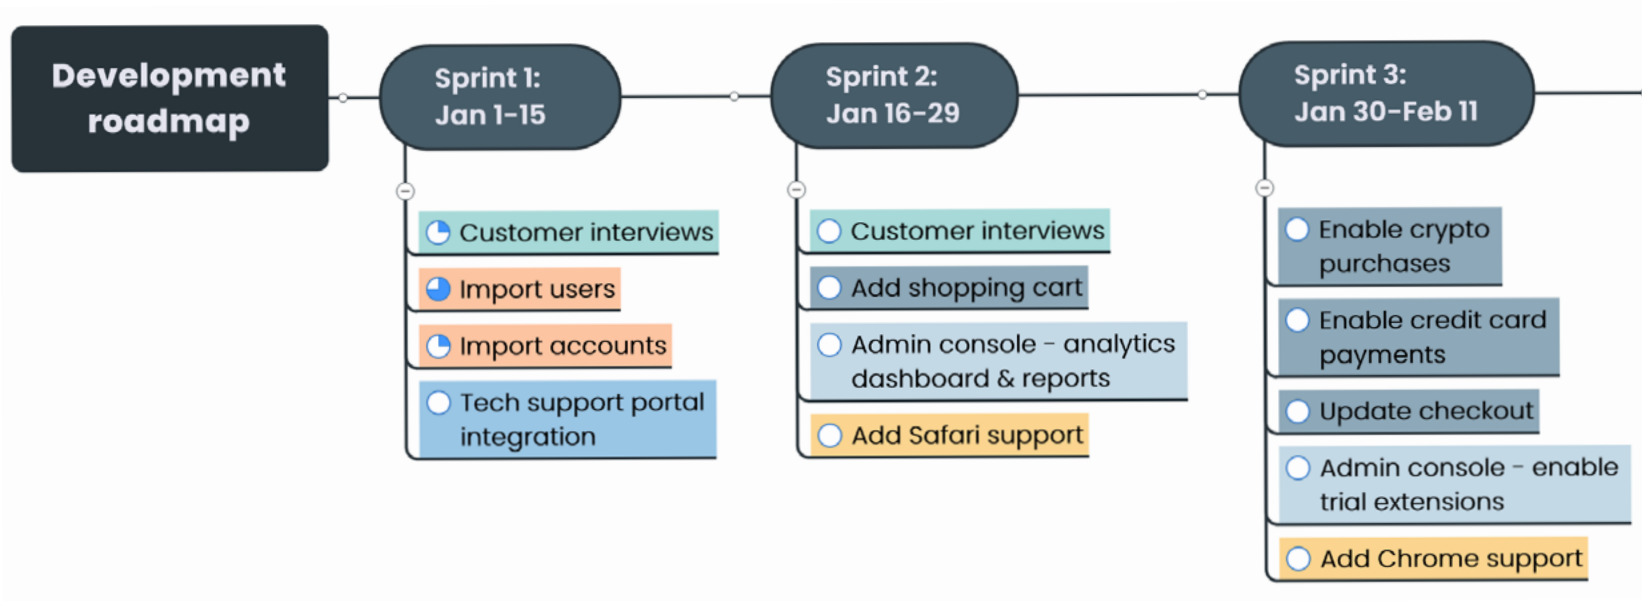 Development
roadmap
Sprint 1:
Jan 1-15
Customer interviews
Import users
Import accounts
Tech support portal
integration
Sprint 2:
Jan 16-29
Customer interviews
Add shopping cart
Admin console - analytics
dashboard & reports
Add Safari support
Sprint 3:
Jan 30-Feb 11
Enable crypto
purchases
Enable credit card
payments
Update checkout
Admin console - enable
trial extensions
Add Chrome support